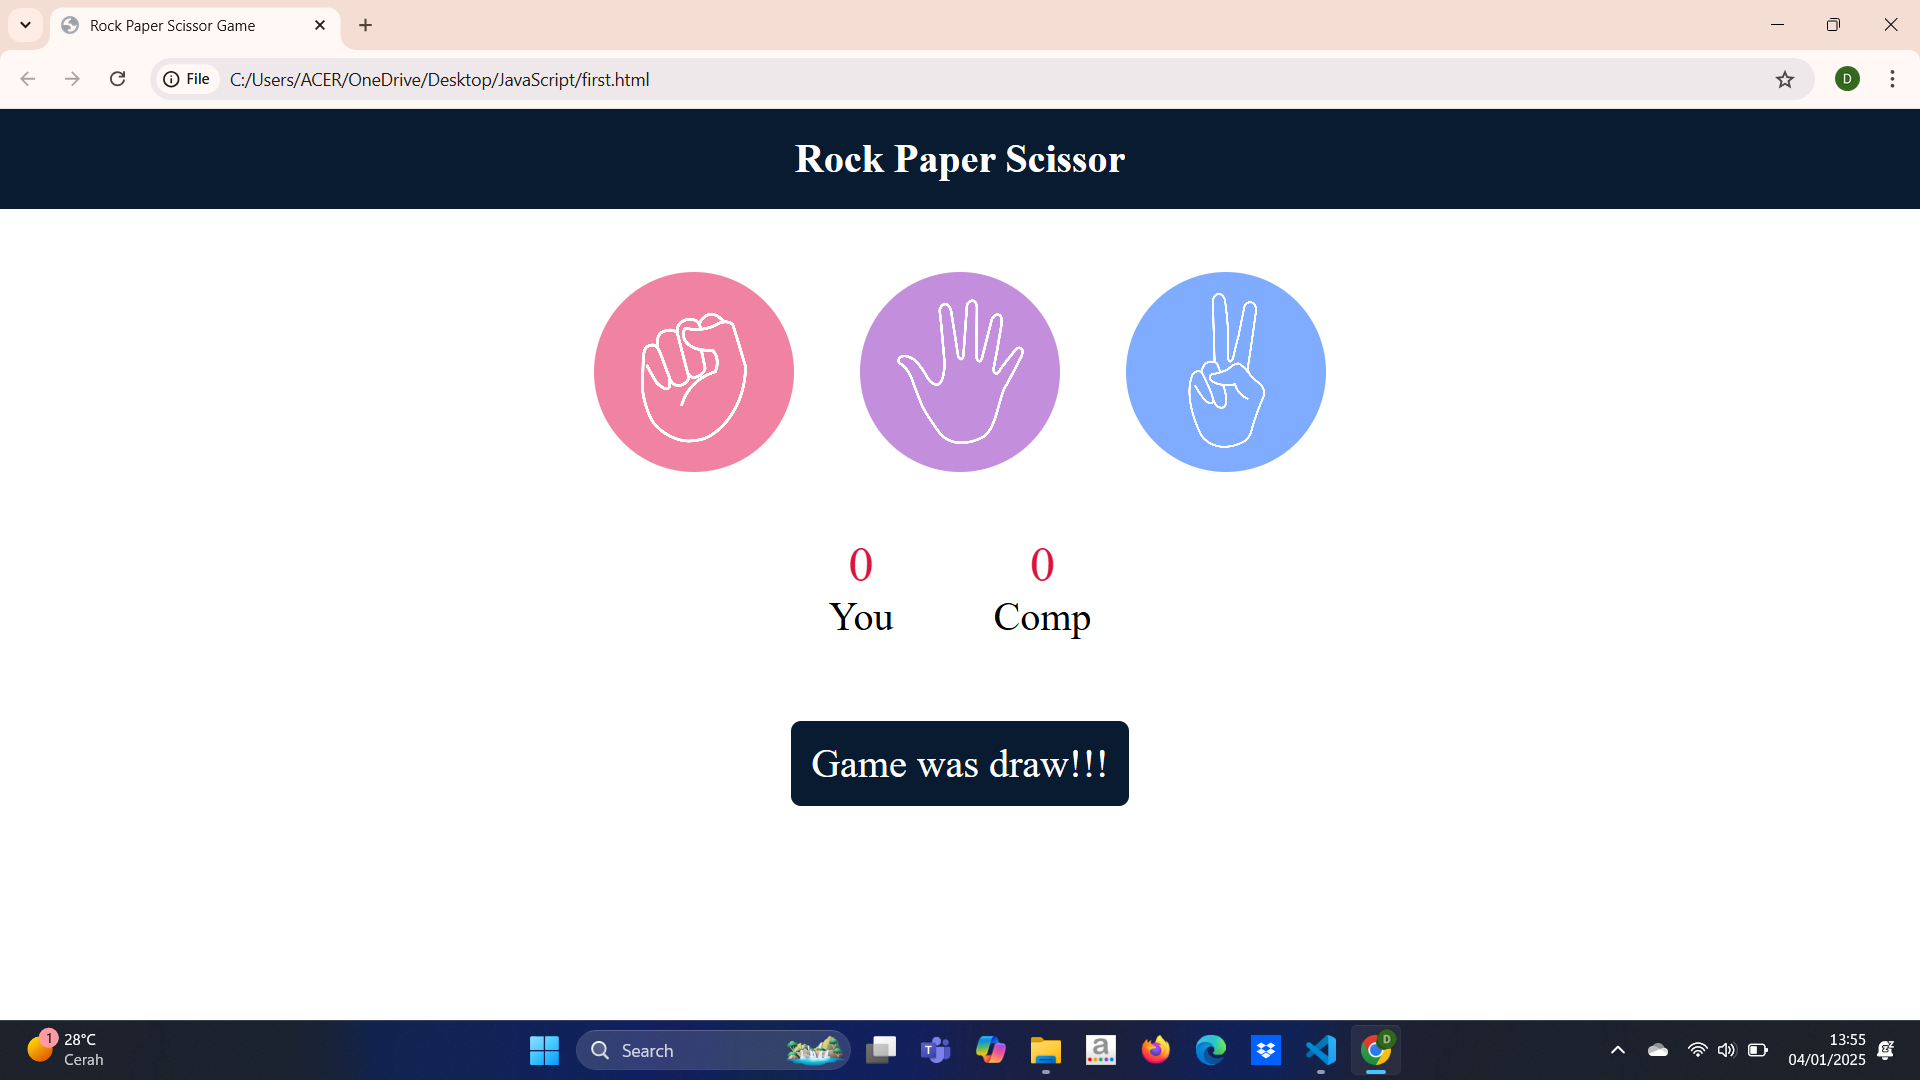 Rock Paper Scissor Game
File
C:/Users/ACER/OneDrive/Desktop/JavaScript/first.html
D
Rock Paper Scissor
0 0
You Comp
Game was draw!!!
1
28°C
Cerah
Search
T
a
D
13:55
04/01/2025